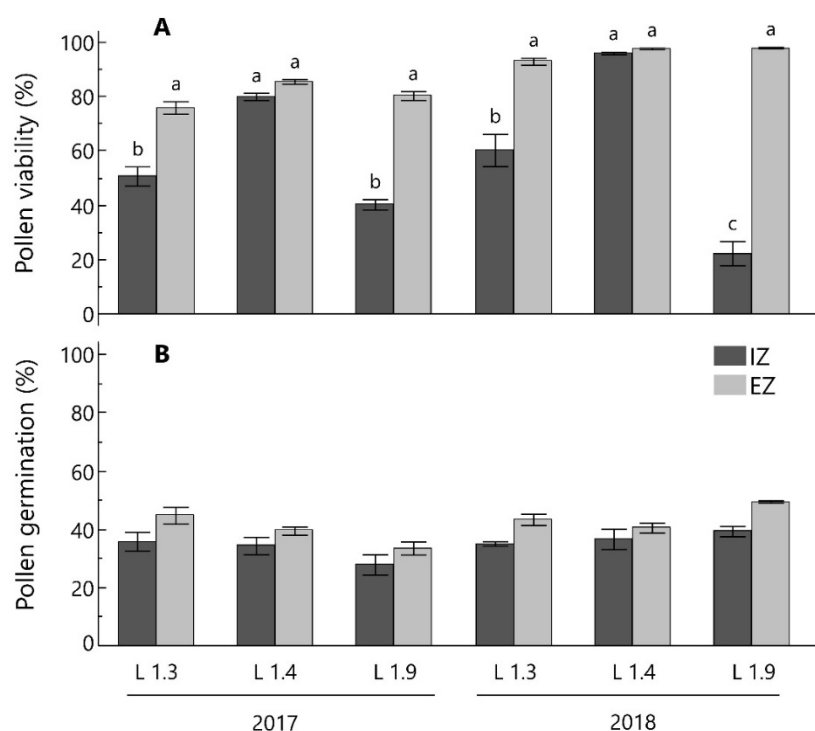 A
Pollen viability (%)
100
80
60
40
20
0
b a a a b a b a a a c a
B
IZ
EZ
Pollen germination (%)
100
80
60
40
20
0
L 1.3 L 1.4 L 1.9 L 1.3 L 1.4 L 1.9
2017 2018